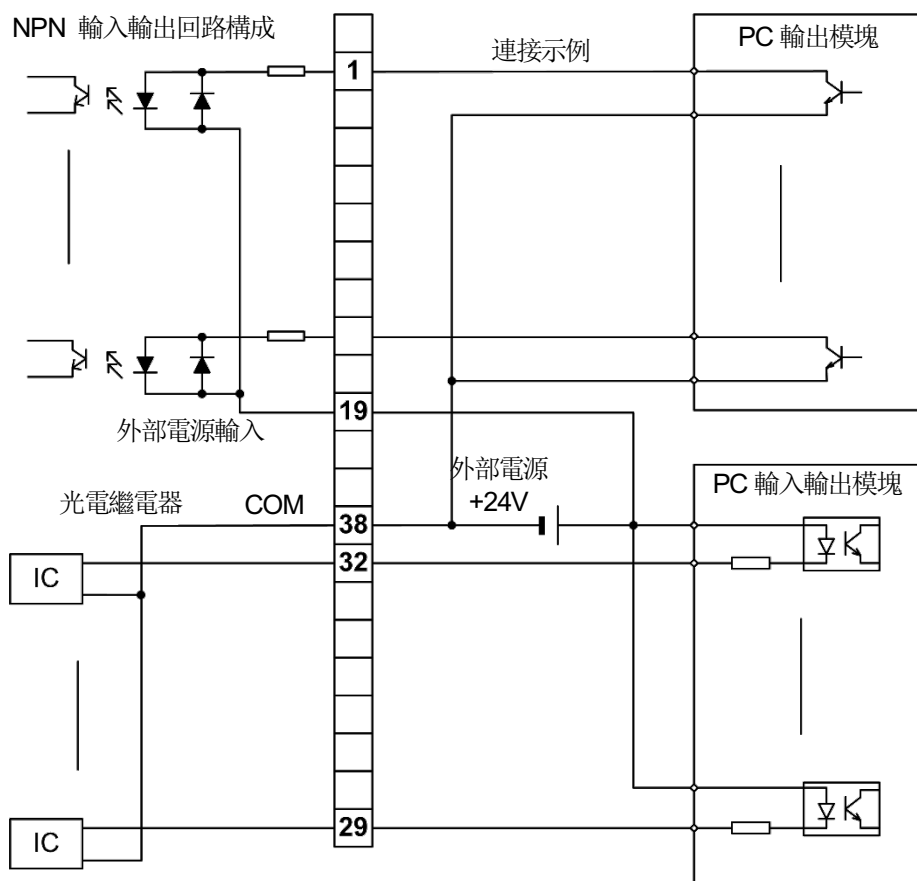 NPN 輸入輸出回路構成
連接示例
PC 輸出模塊
1
19
外部電源輸入
外部電源
+24V
PC 輸入輸出模塊
光電繼電器
COM
38
32
IC
29
IC